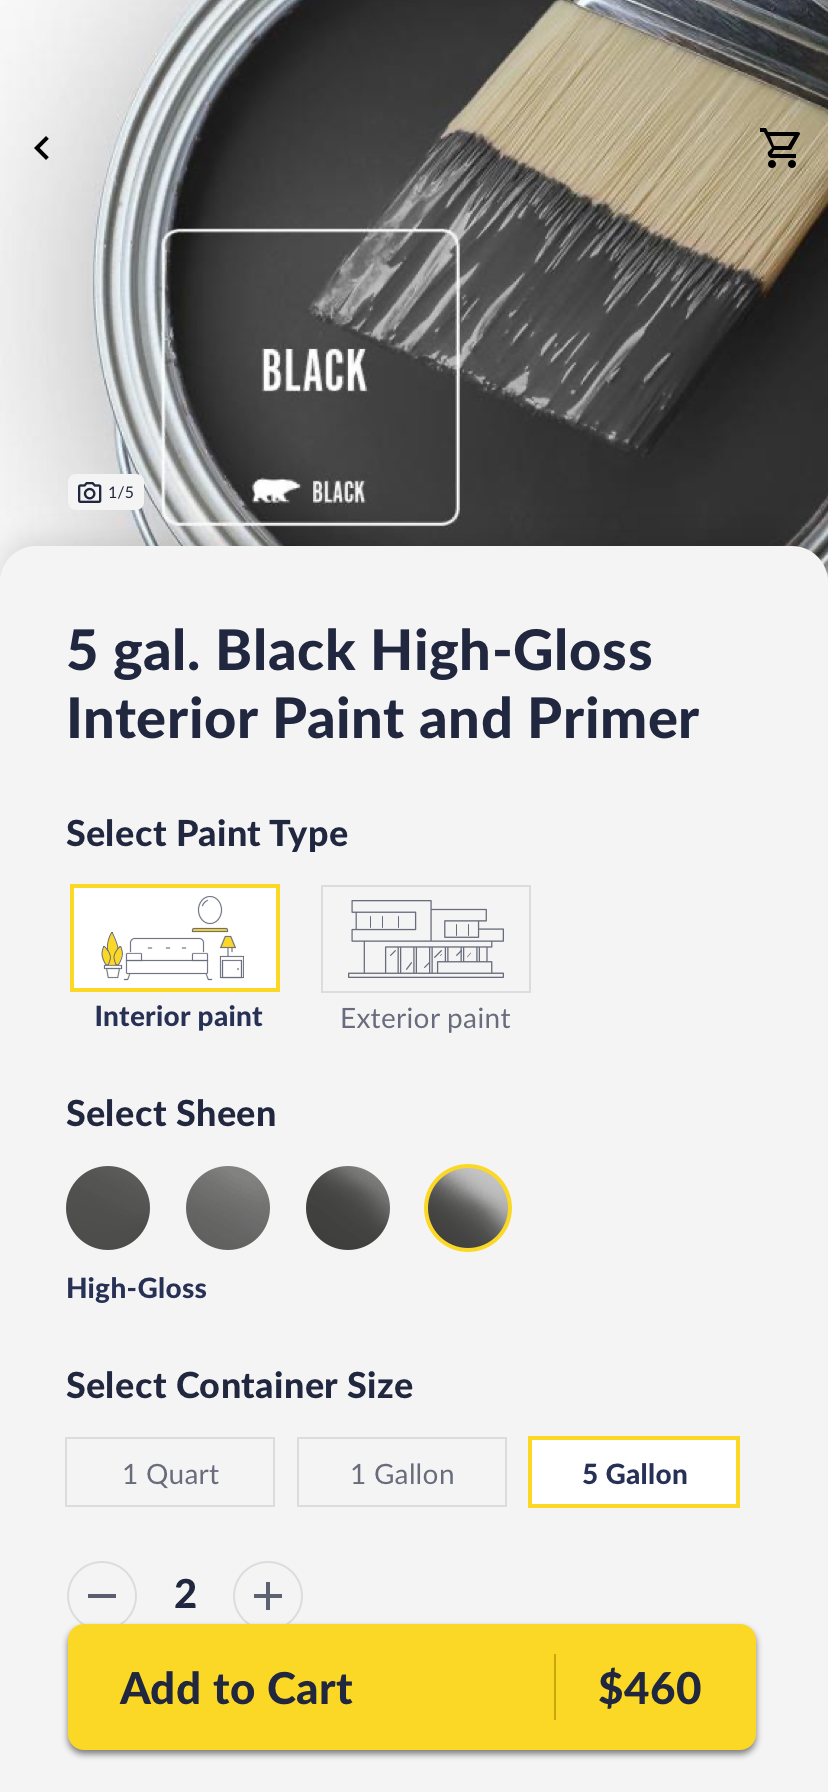 BLACK
BLACK
1/5
5 gal. Black High-Gloss
Interior Paint and Primer
Select Paint Type
Interior paint
Exterior paint
Select Sheen
High-Gloss
Select Container Size
1 Quart
1 Gallon
5 Gallon
2
Add to Cart
$460